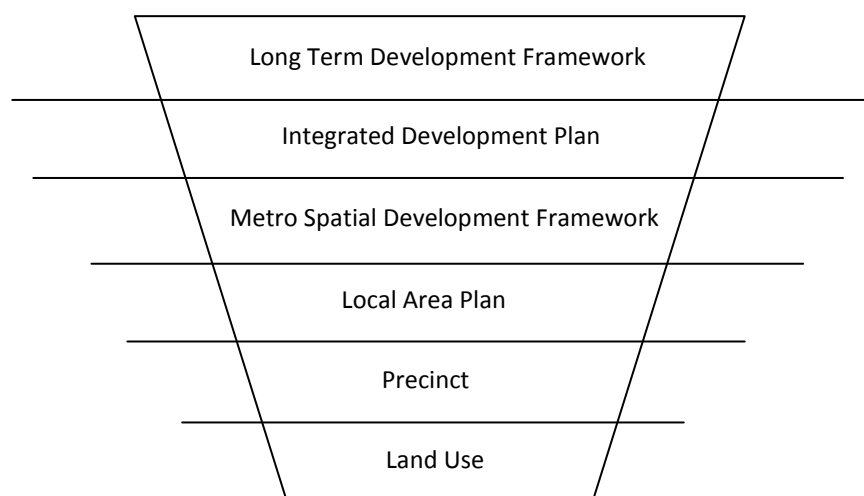 Long Term Development Framework
Integrated Development Plan
Metro Spatial Development Framework
Local Area Plan
Precinct
Land Use